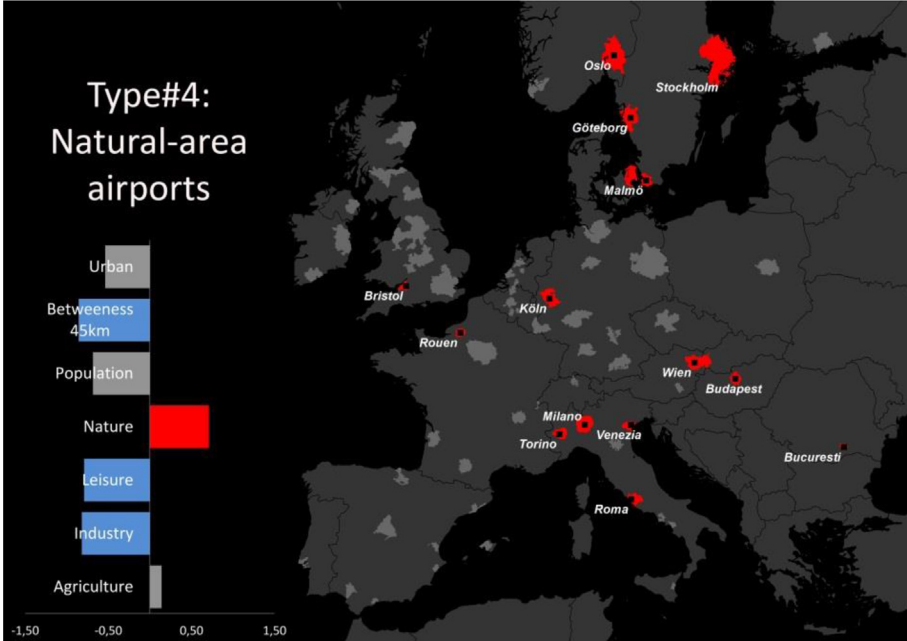 Type#4:
Natural-area
airports
Urban
Betweeness
45km
Population
Nature
Leisure
Industry
Agriculture
-1,50
-0,50
0,50
1,50
Oslo
Stockholm
Göteborg
Malmö
Bristol
Köln
Rouen
Wien
Budapest
Milano
Torino
Venezia
Bucuresti
Roma